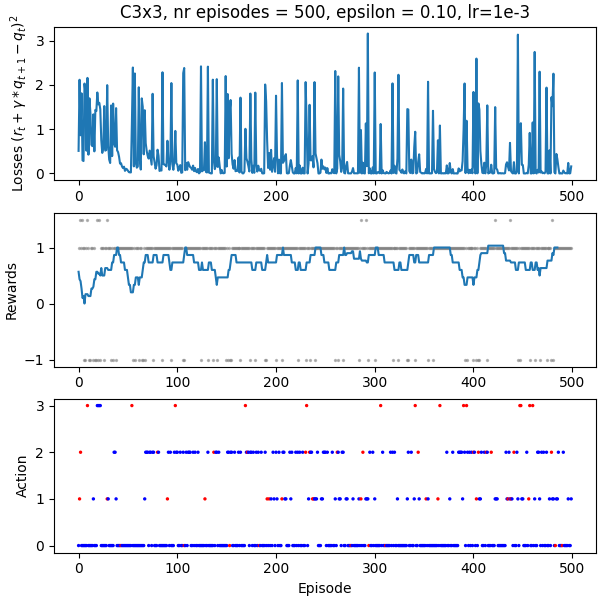 C3x3, nr episodes = 500, epsilon = 0.10, lr=1e-3
Losses $(r_t + \gamma * q_{t+1} - q_t)^2$
3
2
1
0
0 100 200 300 400 500
Rewards
1
0
−1
0 100 200 300 400 500
Action
3
2
1
0
0 100 200 300 400 500
Episode